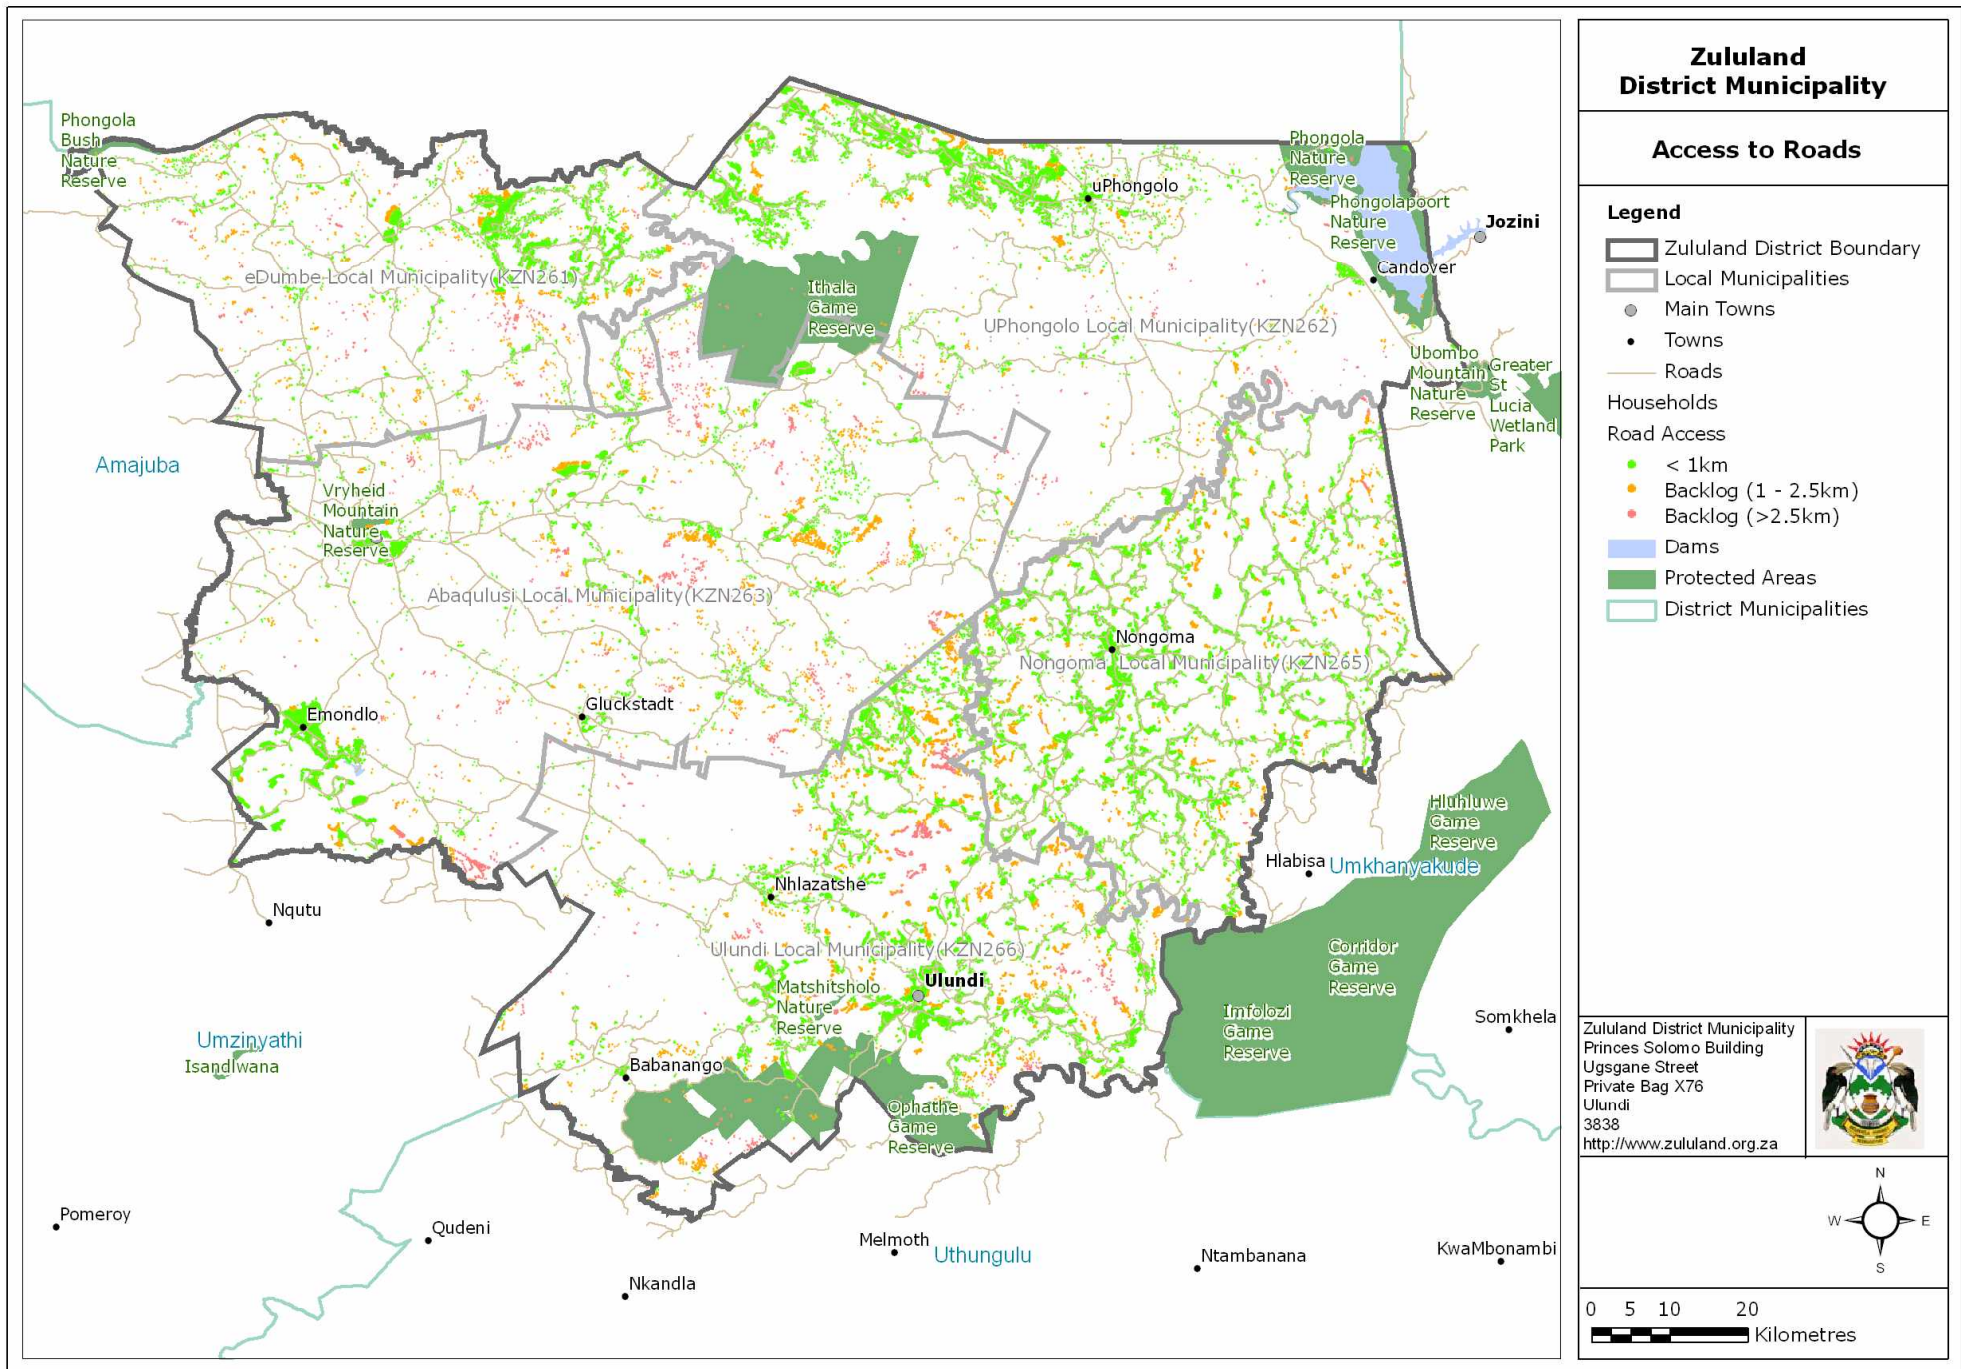 Phongola
Bush
Nature
Reserve
eDumbe Local Municipality(KZN261)
uPhongolo
Phongola
Nature
Reserve
Phongolapoort
Nature
Reserve
Jozini
Candover
Ithala
Game
Reserve
UPhongolo Local Municipality(KZN262)
Ubombo
Mountain
Nature
Reserve
Greater
St
Lucia
Wetland
Park
Amajuba
Vryheid
Mountain
Nature
Reserve
Abaqulusi Local Municipality(KZN263)
Nongoma
Nongoma Local Municipality(KZN265)
Emondlo
Gluckstadt
Hluhluwe
Game
Reserve
Hlabisa
Umkhanyakude
Nhlazatshe
Nqutu
Ulundi Local Municipality(KZN266)
Ulundi
Matshitsholo
Nature
Reserve
Corridor
Game
Reserve
Imfolozi
Game
Reserve
Somkhela
Umzinyathi
Isandlwana
Babanango
Ophathe
Game
Reserve
Pomeroy
Qudeni
Melmoth
Uthungulu
Ntambanana
KwaMbonambi
Nkandla
Zululand
District Municipality
Access to Roads
Legend
Zululand District Boundary
Local Municipalities
Main Towns
Towns
Roads
Households
Road Access
< 1km
Backlog (1 - 2.5km)
Backlog (>2.5km)
Dams
Protected Areas
District Municipalities
Zululand District Municipality
Princes Solomo Building
Ugsgane Street
Private Bag X76
Ulundi
3838
http://www.zululand.org.za
N
W E
S
0 5 10 20
Kilometres